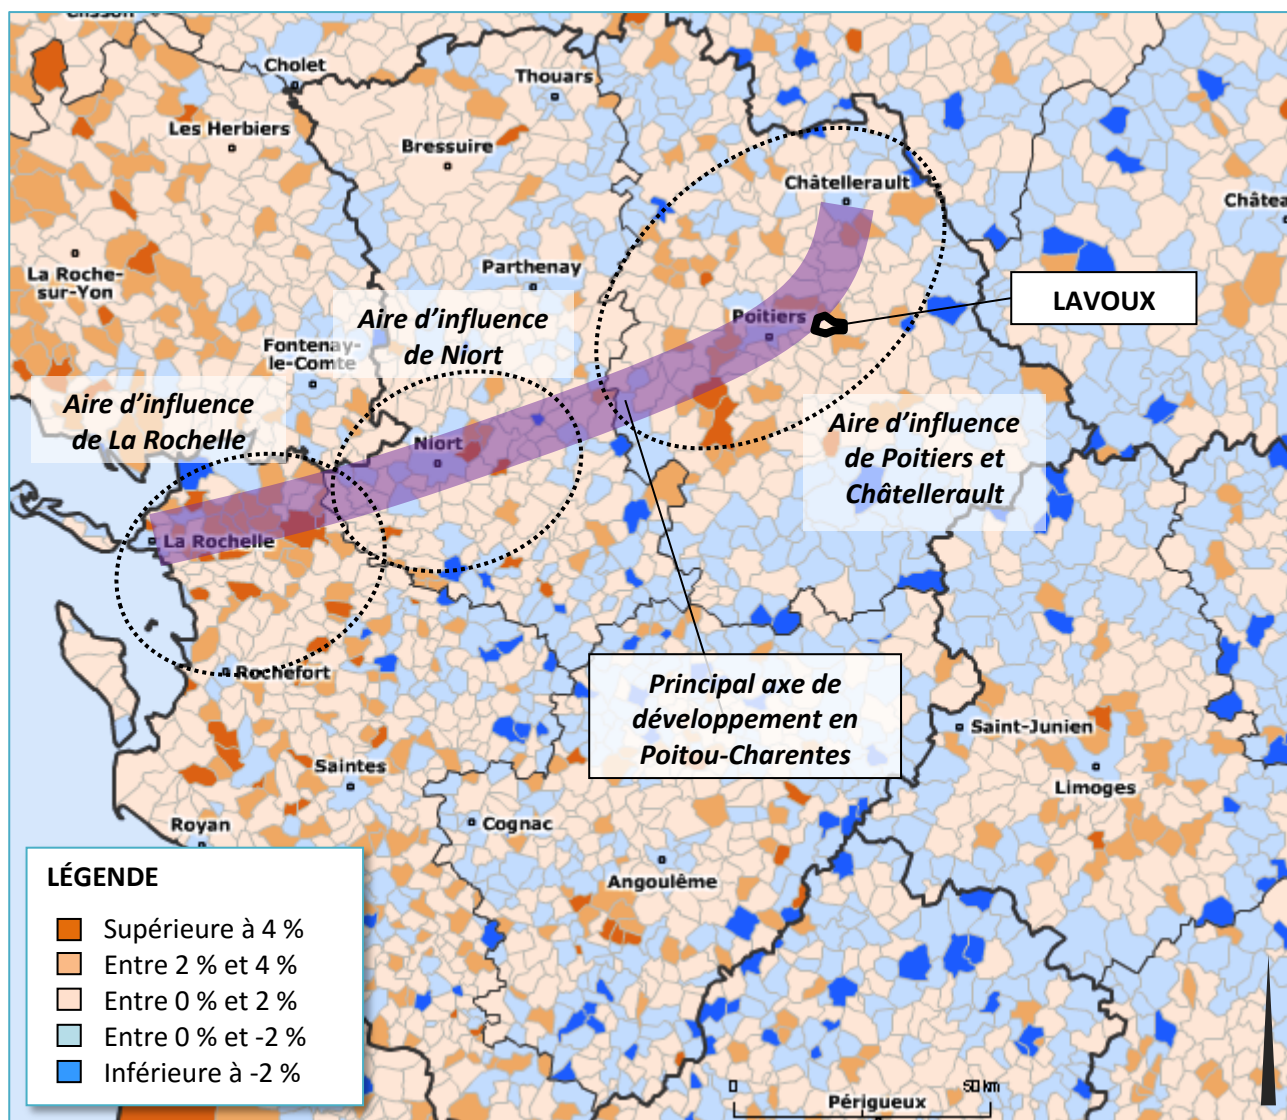 Clisson
Cholet
Thouars
Les Herbiers
Bressuire
Châtellerault
La Roche-
sur-Yon
Parthenay
LAVOUX
Aire d’influence
de Niort
Poitiers
Fontenay-
le-Comte
Aire d’influence
de La Rochelle
Niort
Aire d’influence
de Poitiers et
Châtellerault
La Rochelle
Rochefort
Principal axe de
développement en
Poitou-Charentes
Saint-Junien
Saintes
Limoges
Royan
Cognac
Angoulême
LÉGENDE
Supérieure à 4 %
Entre 2 % et 4 %
Entre 0 % et 2 %
Entre 0 % et -2 %
Inférieure à -2 %
0
50 km
Périgueux